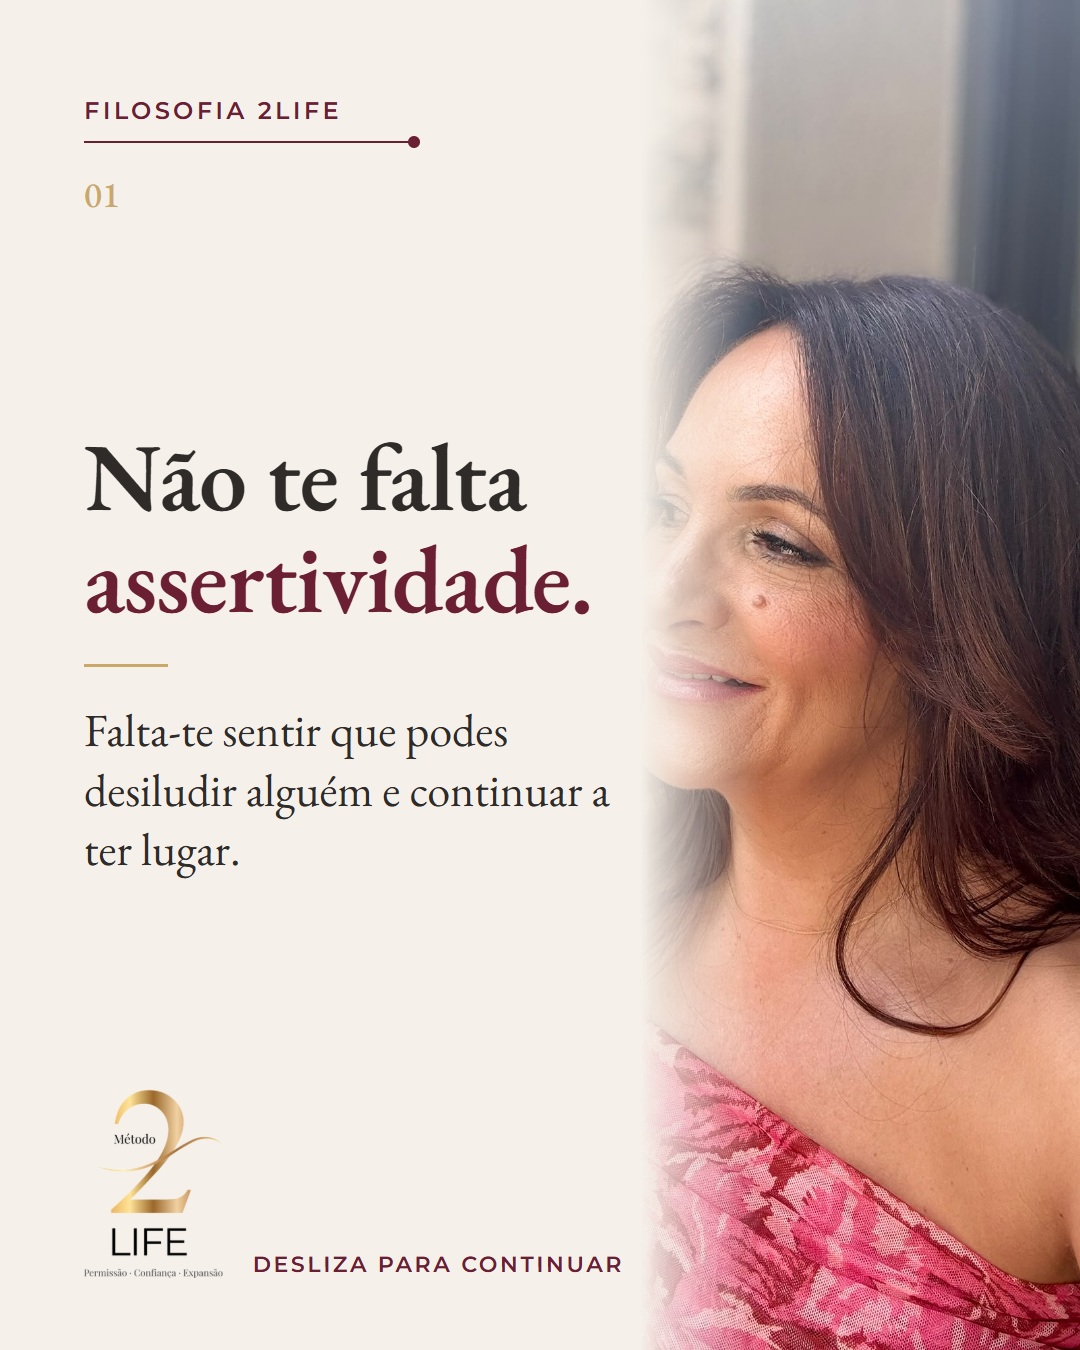 FILOSOFIA 2LIFE
01
Não te falta
assertividade.
Falta-te sentir que podes
desiludir alguém e continuar a
ter lugar.
Método
2
LIFE
Permissão · Confiança · Expansão
DESLIZA PARA CONTINUAR